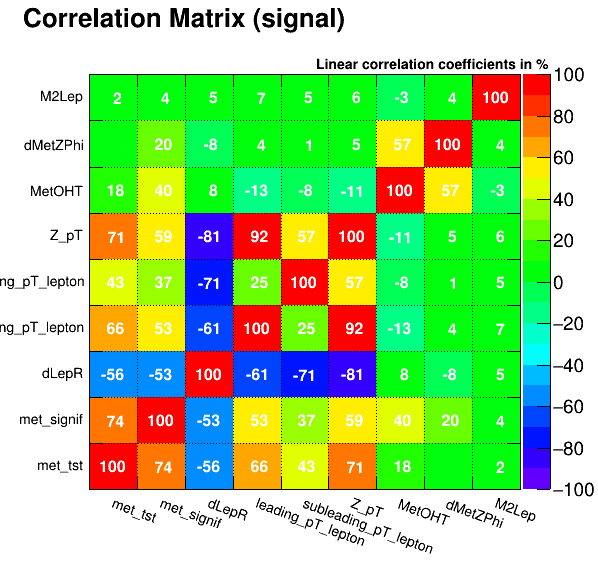 Correlation Matrix (signal)
Linear correlation coefficients in %
M2Lep 2 4 5 7 5 6 -3 4 100
dMetZPhi 20 -8 4 1 5 57 100 4
MetOHT 18 40 8 -13 -8 -11 100 57 -3
Z_pT 71 59 -81 92 57 100 -11 5 6
ng_pT_lepton 43 37 -71 25 100 57 -8 1 5
ng_pT_lepton 66 53 -61 100 25 92 -13 4 7
dLepR -56 -53 100 -61 -71 -81 8 -8 5
met_signif 74 100 -53 53 37 59 40 20 4
met_tst 100 74 -56 66 43 71 18 2
met_tst met_signif dLepR leading_pT_lepton subleading_pT_lepton Z_pT MetOHT dMetZPhi M2Lep
100
80
60
40
20
0
−20
−40
−60
−80
−100